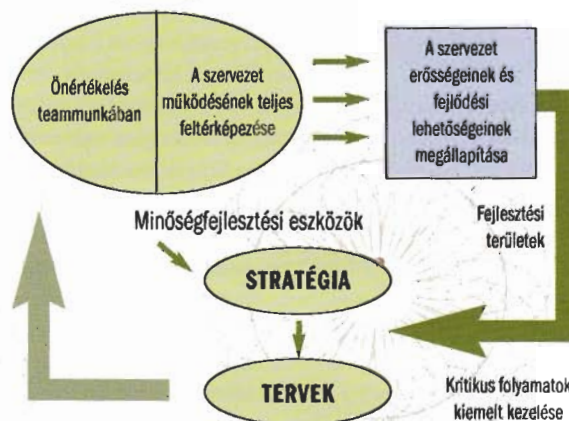 Önértékelés
teammunkában
A szervezet
működésének teljes
feltérképezése
A szervezet
erősségeinek és
fejlődési
lehetőségeinek
megállapítása
Minőségfejlesztési eszközök
Fejlesztési
területek
STRATÉGIA
TERVEK
Kritikus folyamatok
kiemelt kezelése